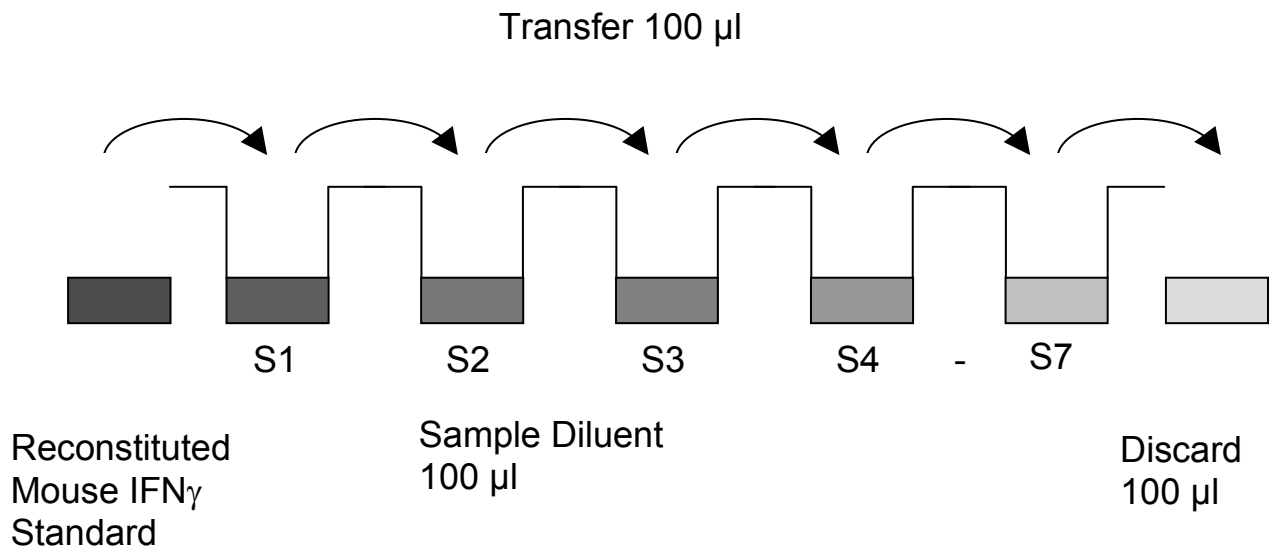 Transfer 100 µl
S1 S2 S3 S4 - S7
Reconstituted
Mouse IFNγ
Standard
Sample Diluent
100 µl
Discard
100 µl